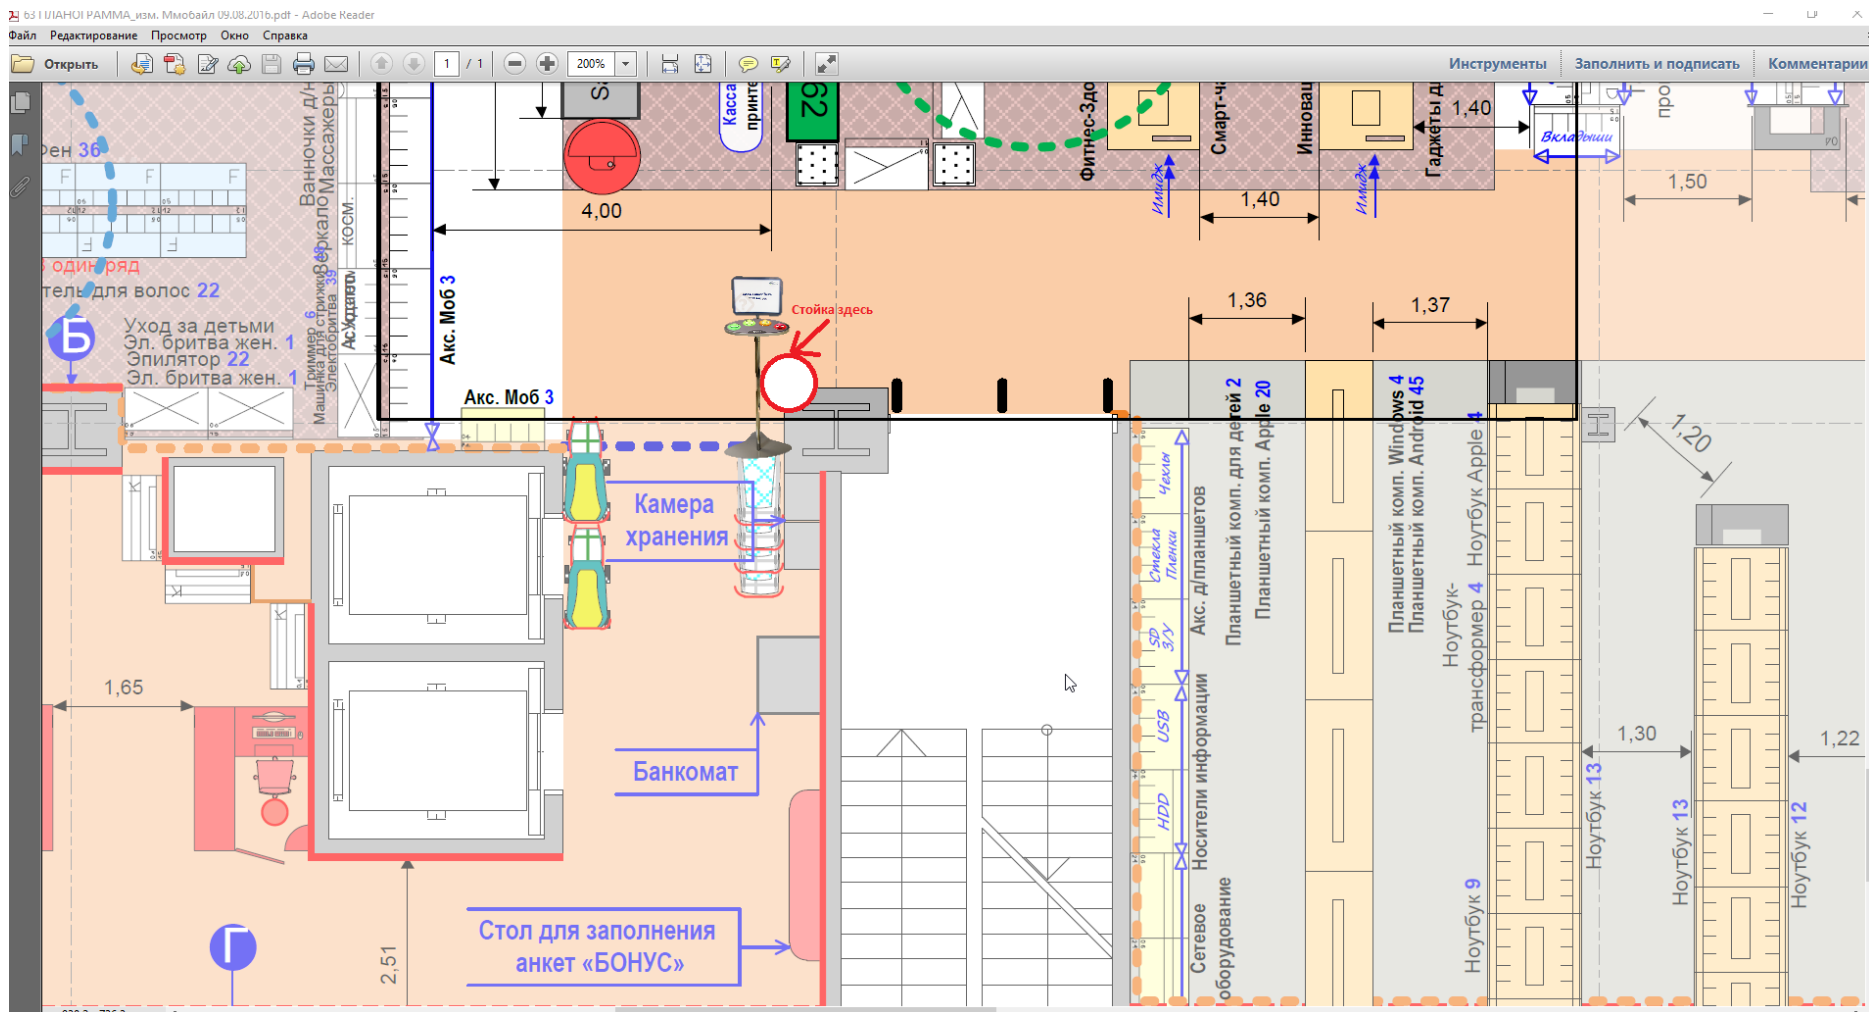 63 ПЛАНОГРАММА_изм. Ммобайл 09.08.2016.pdf - Adobe Reader
Файл Редактирование Просмотр Окно Справка
Открыть
1 / 1
200%
Инструменты
Заполнить и подписать
Комментарии
Фен 36
Ванночки д/н
Массажеры
Зеркало 48
КОСМ.
Касса
принте
62
Фитнес-Здо
Смарт-ча
Инновац
Гаджеты д
1,40
Вкладыши
Имидж
Имидж
1,40
1,50
4,00
В один ряд
тель для волос 22
Б
Уход за детьми
Эл. бритва жен. 1
Эпилятор 22
Эл. бритва жен. 1
Триммер 6
Машинка для стрижки
Электробритва 39
Акс. Моб 3
Акс. Моб 3
Стойка здесь
1,36
1,37
1,20
Камера
хранения
Чехлы
Стекла
Пленки
SD
З/У
USB
HDD
Акс. д/планшетов
Носители информации
Сетевое
оборудование
Планшетный комп. для детей 2
Планшетный комп. Apple 20
Планшетный комп. Windows 4
Планшетный комп. Android 45
Ноутбук Apple 4
Ноутбук-
трансформер 4
Ноутбук 9
Ноутбук 13
Ноутбук 13
Ноутбук 12
1,65
1,30
1,22
Банкомат
Стол для заполнения
анкет «БОНУС»
Г
2,51